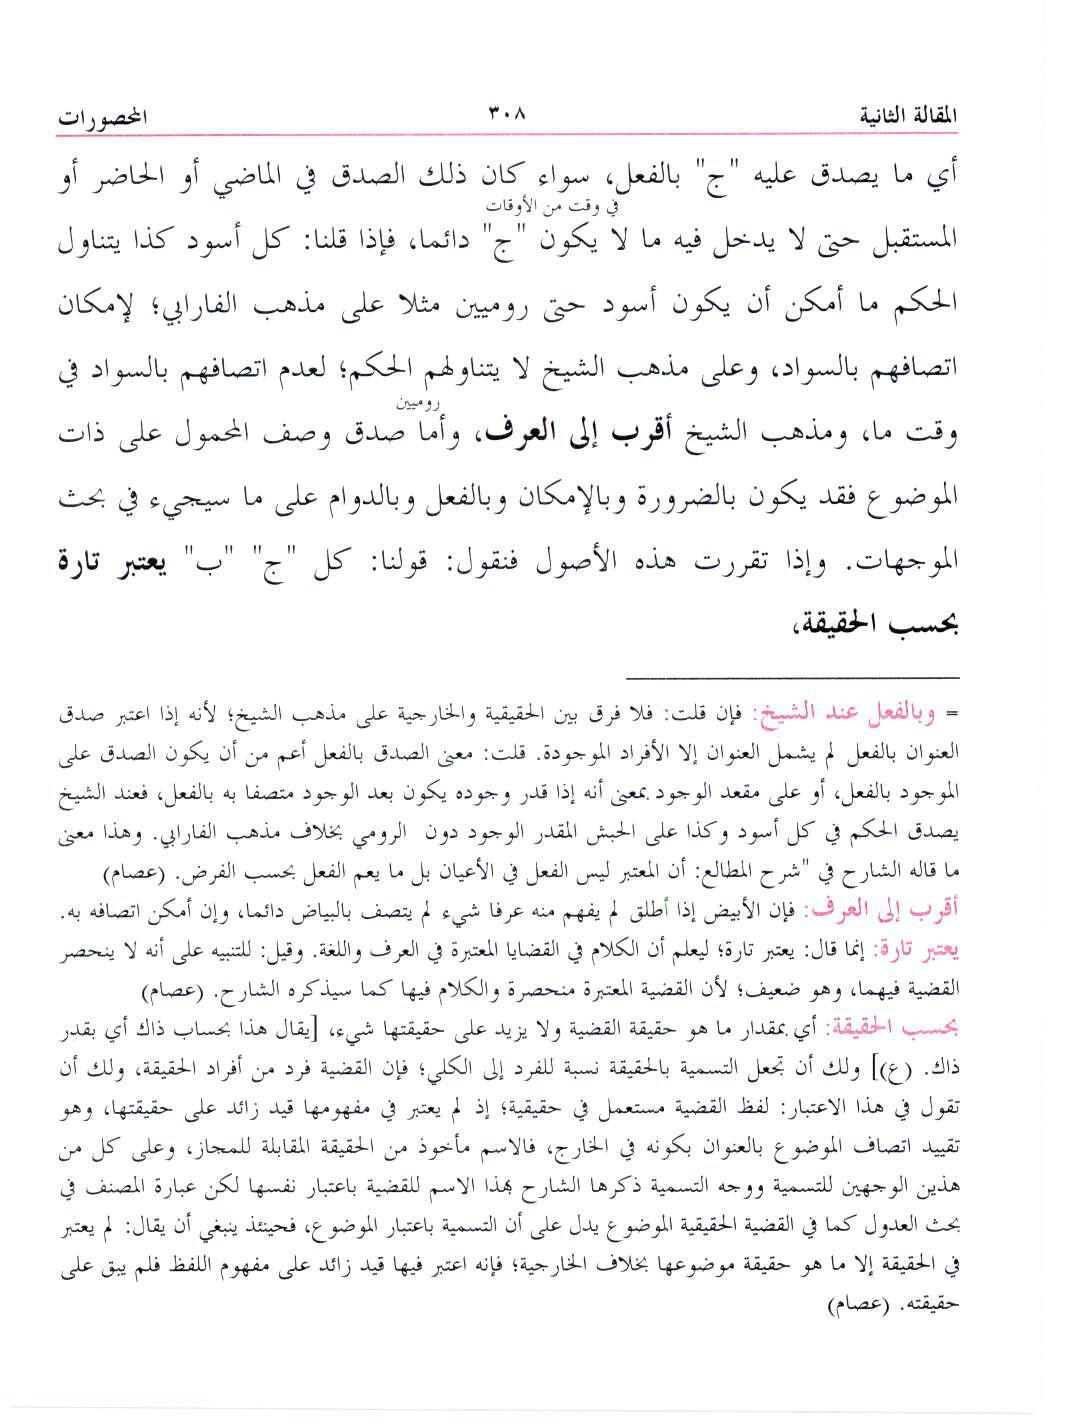 المقالة الثانية ٣٠٨ المحصورات
أي ما يصدق عليه "ج" بالفعل، سواء كان ذلك الصدق في الماضي أو الحاضر أو
في وقت من الأوقات
المستقبل حتى لا يدخل فيه ما لا يكون "ج" دائما، فإذا قلنا: كل أسود كذا يتناول
الحكم ما أمكن أن يكون أسود حتى روميين مثلا على مذهب الفارابي؛ لإمكان
اتصافهم بالسواد، وعلى مذهب الشيخ لا يتناولهم الحكم؛ لعدم اتصافهم بالسواد في
روميين
وقت ما، ومذهب الشيخ أقرب إلى العرف، وأما صدق وصف المحمول على ذات
الموضوع فقد يكون بالضرورة وبالإمكان وبالفعل وبالدوام على ما سيجيء في بحث
الموجهات. وإذا تقررت هذه الأصول فنقول: قولنا: كل "ج" "ب" يعتبر تارة
بحسب الحقيقة،
= وبالفعل عند الشيخ: فإن قلت: فلا فرق بين الحقيقية والخارجية على مذهب الشيخ؛ لأنه إذا اعتبر صدق
العنوان بالفعل لم يشمل العنوان إلا الأفراد الموجودة. قلت: معنى الصدق بالفعل أعم من أن يكون الصدق على
الموجود بالفعل، أو على مقعد الوجود بمعنى أنه إذا قدر وجوده يكون بعد الوجود متصفا به بالفعل، فعند الشيخ
يصدق الحكم في كل أسود وكذا على الحبش المقدر الوجود دون الرومي بخلاف مذهب الفارابي. وهذا معنى
ما قاله الشارح في "شرح المطالع: أن المعتبر ليس الفعل في الأعيان بل ما يعم الفعل بحسب الفرض. (عصام)
أقرب إلى العرف: فإن الأبيض إذا أطلق لم يفهم منه عرفا شيء لم يتصف بالبياض دائما، وإن أمكن اتصافه به.
يعتبر تارة: إنما قال: يعتبر تارة؛ ليعلم أن الكلام في القضايا المعتبرة في العرف واللغة. وقيل: للتنبيه على أنه لا ينحصر
القضية فيهما، وهو ضعيف؛ لأن القضية المعتبرة منحصرة والكلام فيها كما سيذكره الشارح. (عصام)
بحسب الحقيقة: أي بمقدار ما هو حقيقة القضية ولا يزيد على حقيقتها شيء، [يقال هذا بحساب ذاك أي بقدر
ذاك. (ع)] ولك أن تجعل التسمية بالحقيقة نسبة للفرد إلى الكلي؛ فإن القضية فرد من أفراد الحقيقة، ولك أن
تقول في هذا الاعتبار: لفظ القضية مستعمل في حقيقية؛ إذ لم يعتبر في مفهومها قيد زائد على حقيقتها، وهو
تقييد اتصاف الموضوع بالعنوان بكونه في الخارج، فالاسم مأخوذ من الحقيقة المقابلة للمجاز، وعلى كل من
هذين الوجهين للتسمية ووجه التسمية ذكرها الشارح بهذا الاسم للقضية باعتبار نفسها لكن عبارة المصنف في
بحث العدول كما في القضية الحقيقية الموضوع يدل على أن التسمية باعتبار الموضوع، فحينئذ ينبغي أن يقال: لم يعتبر
في الحقيقة إلا ما هو حقيقة موضوعها بخلاف الخارجية؛ فإنه اعتبر فيها قيد زائد على مفهوم اللفظ فلم يبق على
حقيقته. (عصام)